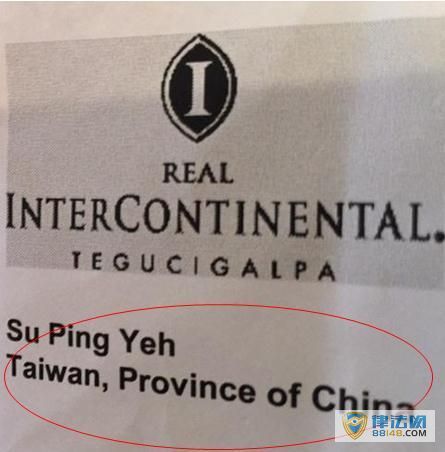 I
REAL
INTERCONTINENTAL.
TEGUCIGALPA
Su Ping Yeh
Taiwan, Province of China
律法网
88148.COM